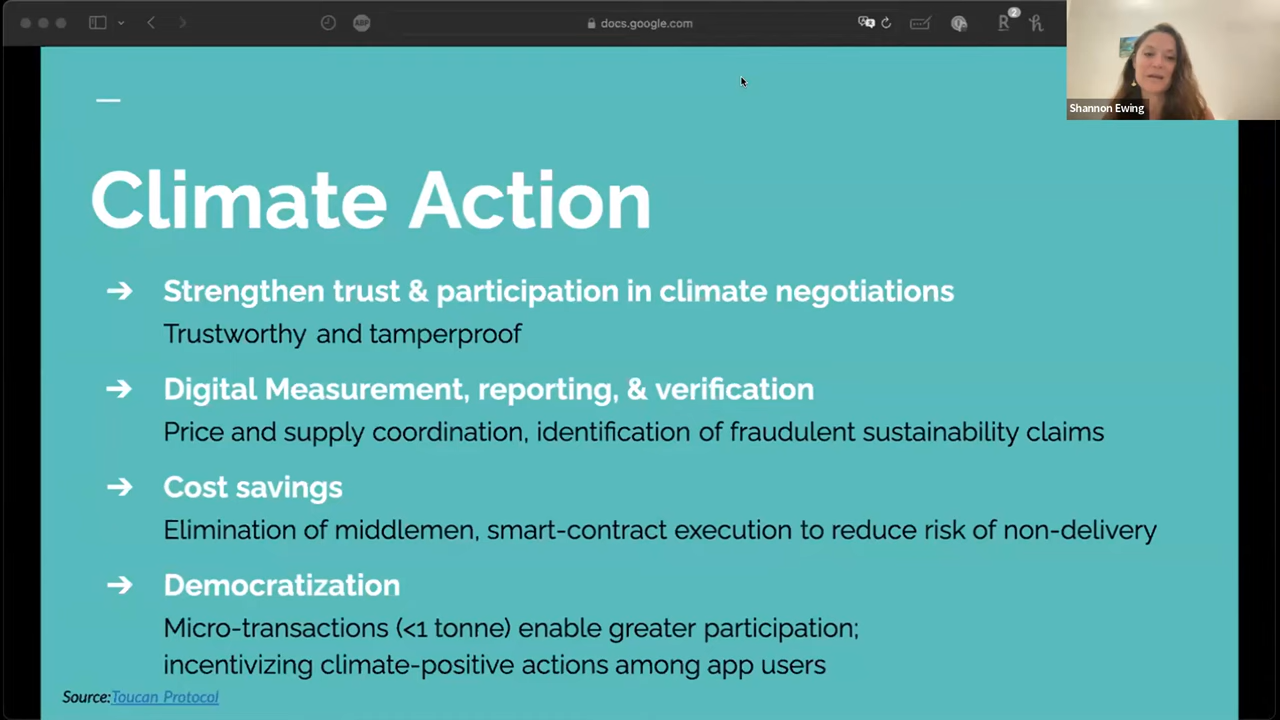 docs.google.com
ABP
R
2
Shannon Ewing
Climate Action
➔ Strengthen trust & participation in climate negotiations
Trustworthy and tamperproof
➔ Digital Measurement, reporting, & verification
Price and supply coordination, identification of fraudulent sustainability claims
➔ Cost savings
Elimination of middlemen, smart-contract execution to reduce risk of non-delivery
➔ Democratization
Micro-transactions (<1 tonne) enable greater participation;
incentivizing climate-positive actions among app users
Source:Toucan Protocol